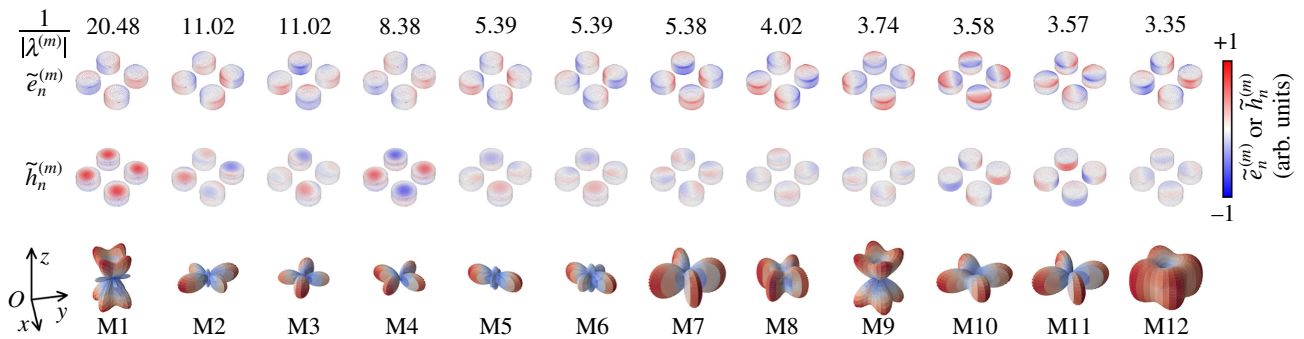 1/|λ^(m)| 20.48 11.02 11.02 8.38 5.39 5.39 5.38 4.02 3.74 3.58 3.57 3.35
ẽ_n^(m)
h̃_n^(m)
+1
−1
ẽ_n^(m) or h̃_n^(m)
(arb. units)
z
O
x
y
M1 M2 M3 M4 M5 M6 M7 M8 M9 M10 M11 M12